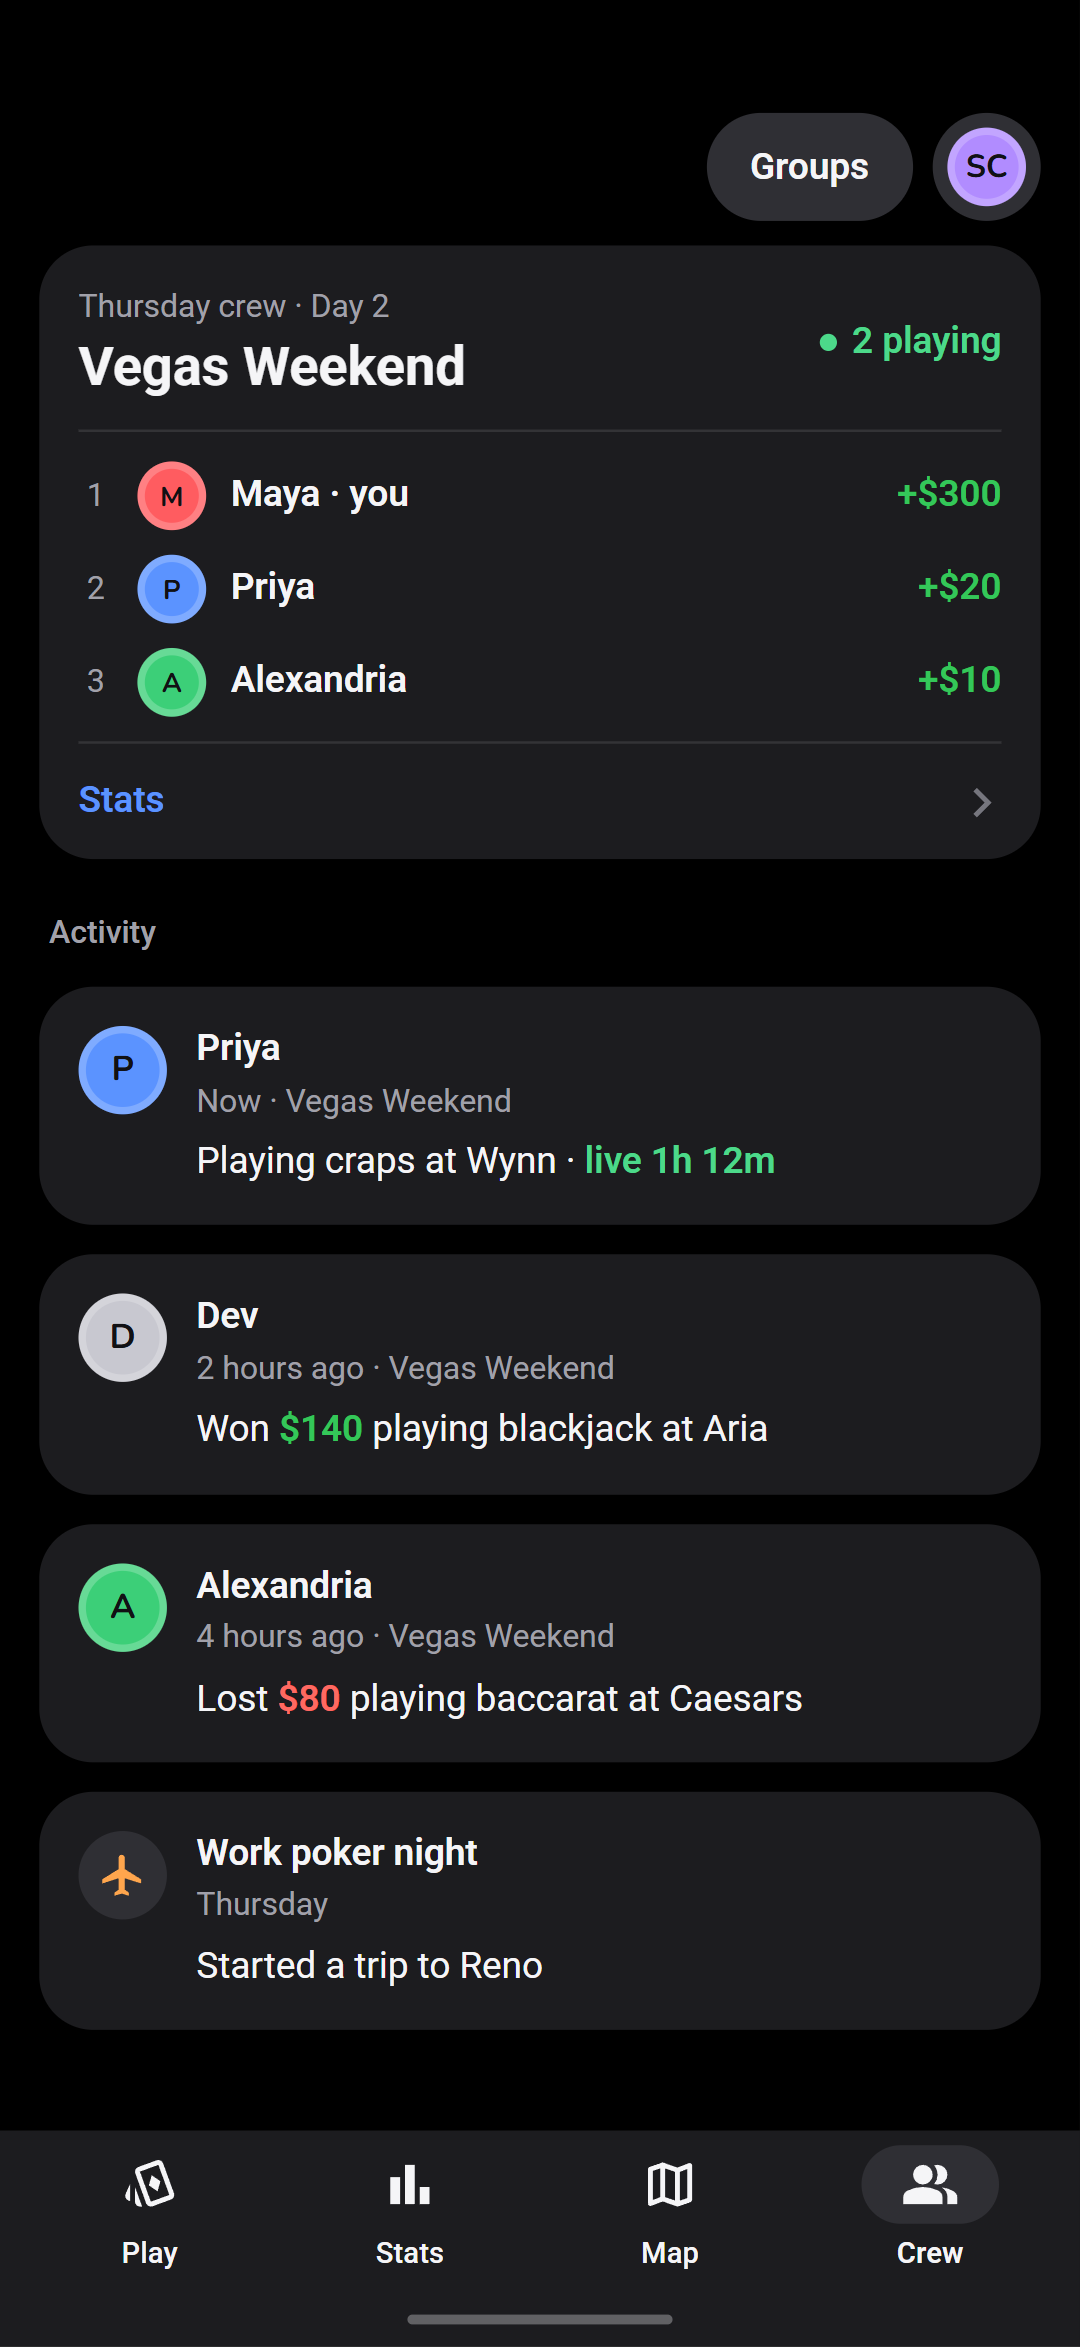 Groups
SC
Thursday crew · Day 2
Vegas Weekend
2 playing
1 M Maya · you +$300
2 P Priya +$20
3 A Alexandria +$10
Stats
Activity
P
Priya
Now · Vegas Weekend
Playing craps at Wynn · live 1h 12m
D
Dev
2 hours ago · Vegas Weekend
Won $140 playing blackjack at Aria
A
Alexandria
4 hours ago · Vegas Weekend
Lost $80 playing baccarat at Caesars
Work poker night
Thursday
Started a trip to Reno
Play Stats Map Crew